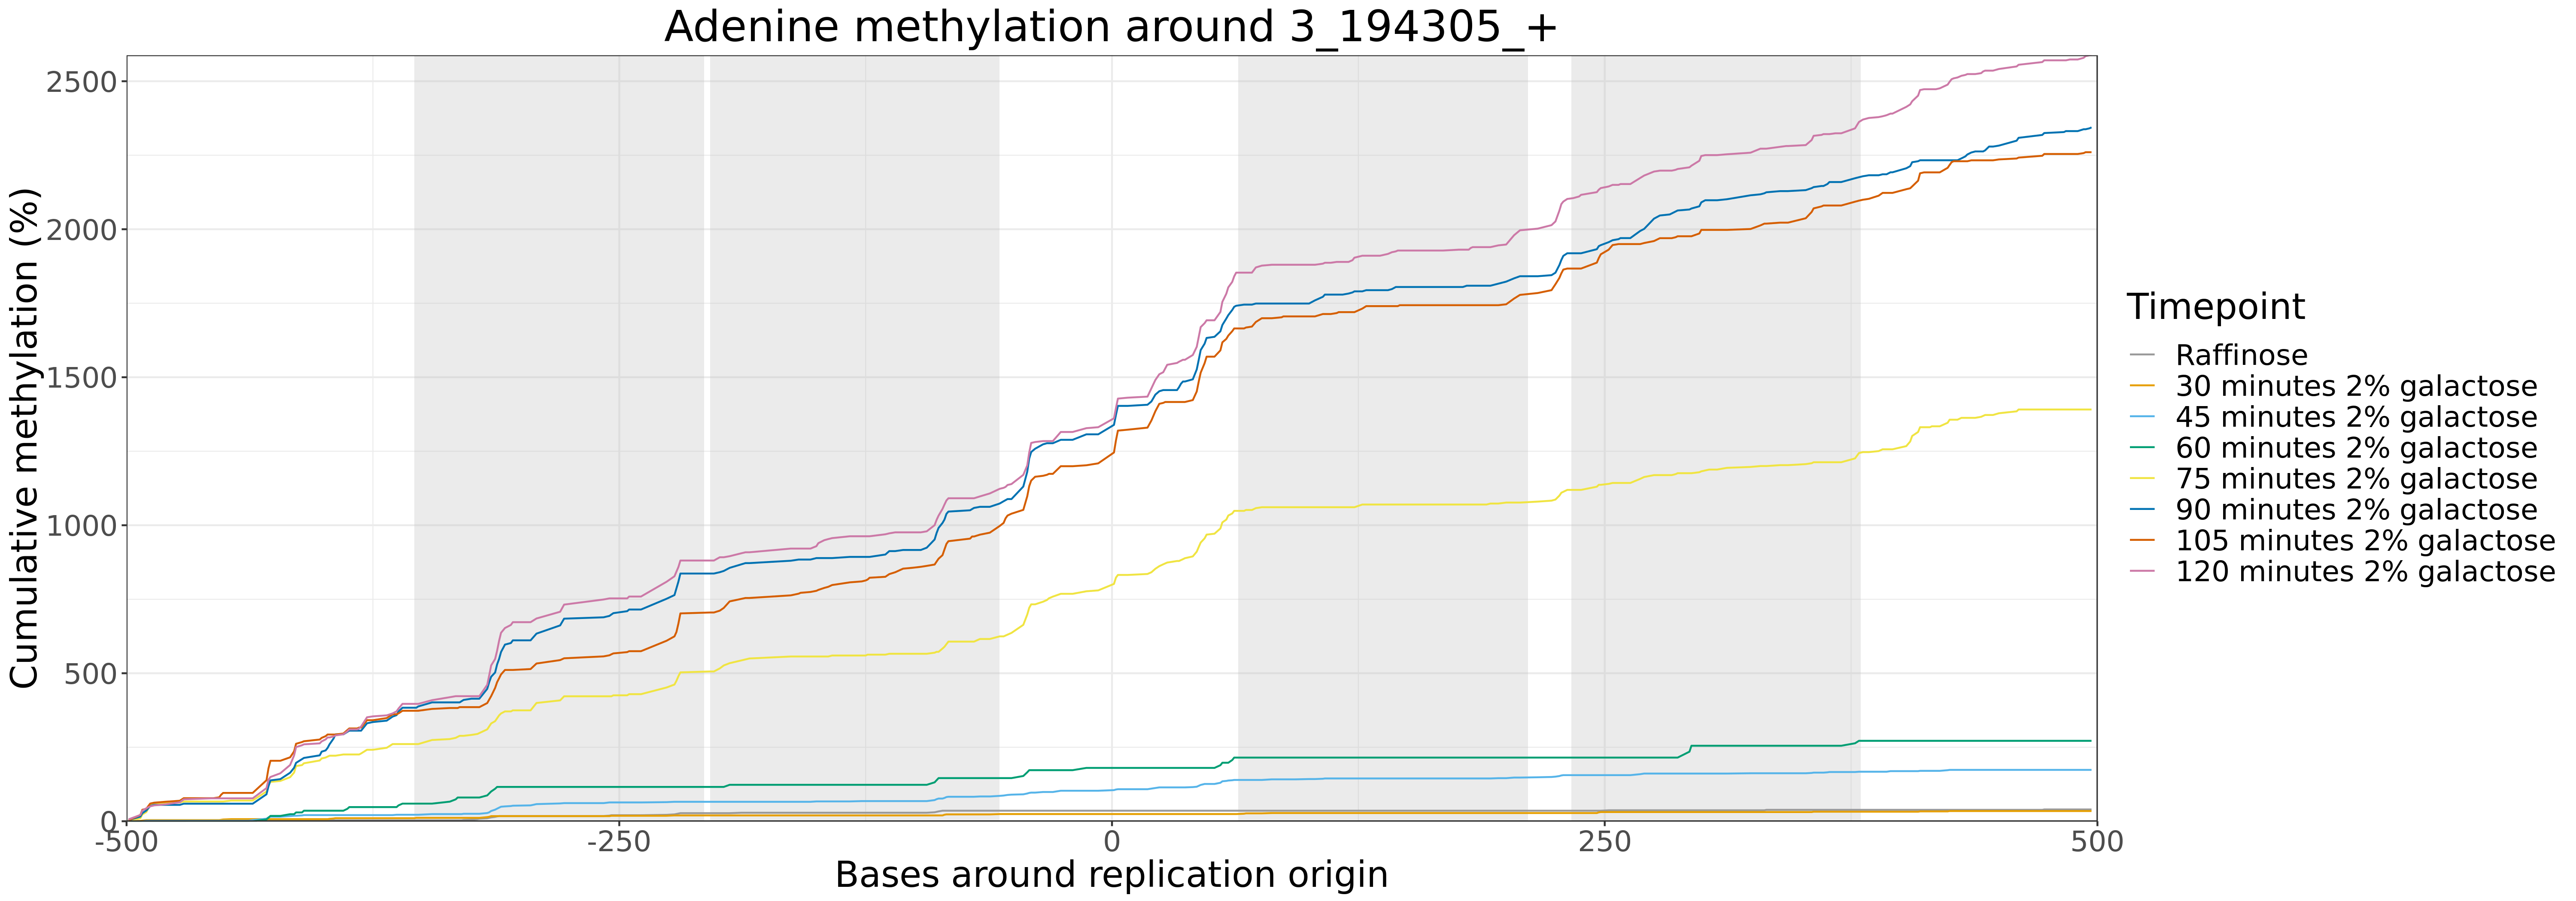 Adenine methylation around 3_194305_+
Cumulative methylation (%)
2500
2000
1500
1000
500
0
-500
-250
0
250
500
Bases around replication origin
Timepoint
Raffinose
30 minutes 2% galactose
45 minutes 2% galactose
60 minutes 2% galactose
75 minutes 2% galactose
90 minutes 2% galactose
105 minutes 2% galactose
120 minutes 2% galactose